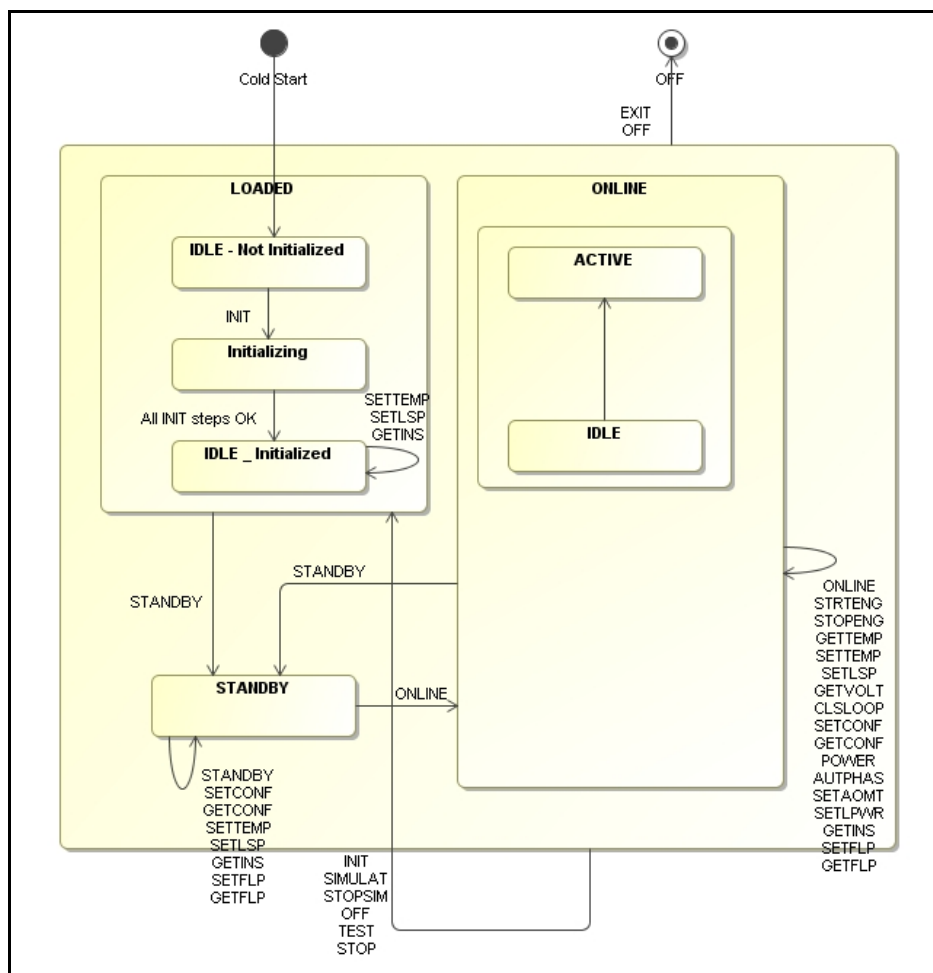 Cold Start
OFF
EXIT
OFF
LOADED
ONLINE
IDLE - Not Initialized
ACTIVE
INIT
Initializing
All INIT steps OK
SETTEMP
SETLSP
GETINS
IDLE _ Initialized
IDLE
STANDBY
STANDBY
STANDBY
ONLINE
ONLINE
STRTENG
STOPENG
GETTEMP
SETTEMP
SETLSP
GETVOLT
CLSLOOP
SETCONF
GETCONF
POWER
AUTPHAS
SETAOMT
SETLPWR
GETINS
SETFLP
GETFLP
STANDBY
SETCONF
GETCONF
SETTEMP
SETLSP
GETINS
SETFLP
GETFLP
INIT
SIMULAT
STOPSIM
OFF
TEST
STOP